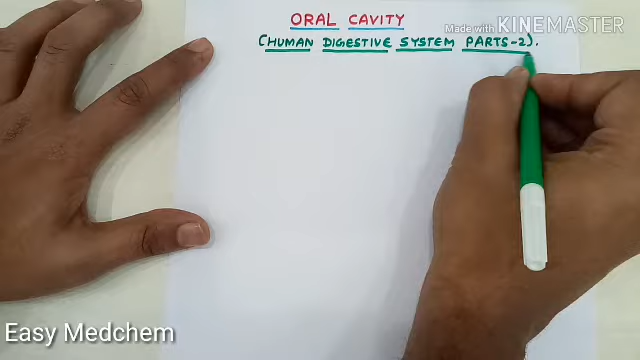 ORAL CAVITY
Made with KINEMASTER
(HUMAN DIGESTIVE SYSTEM PARTS-2).
Easy Medchem